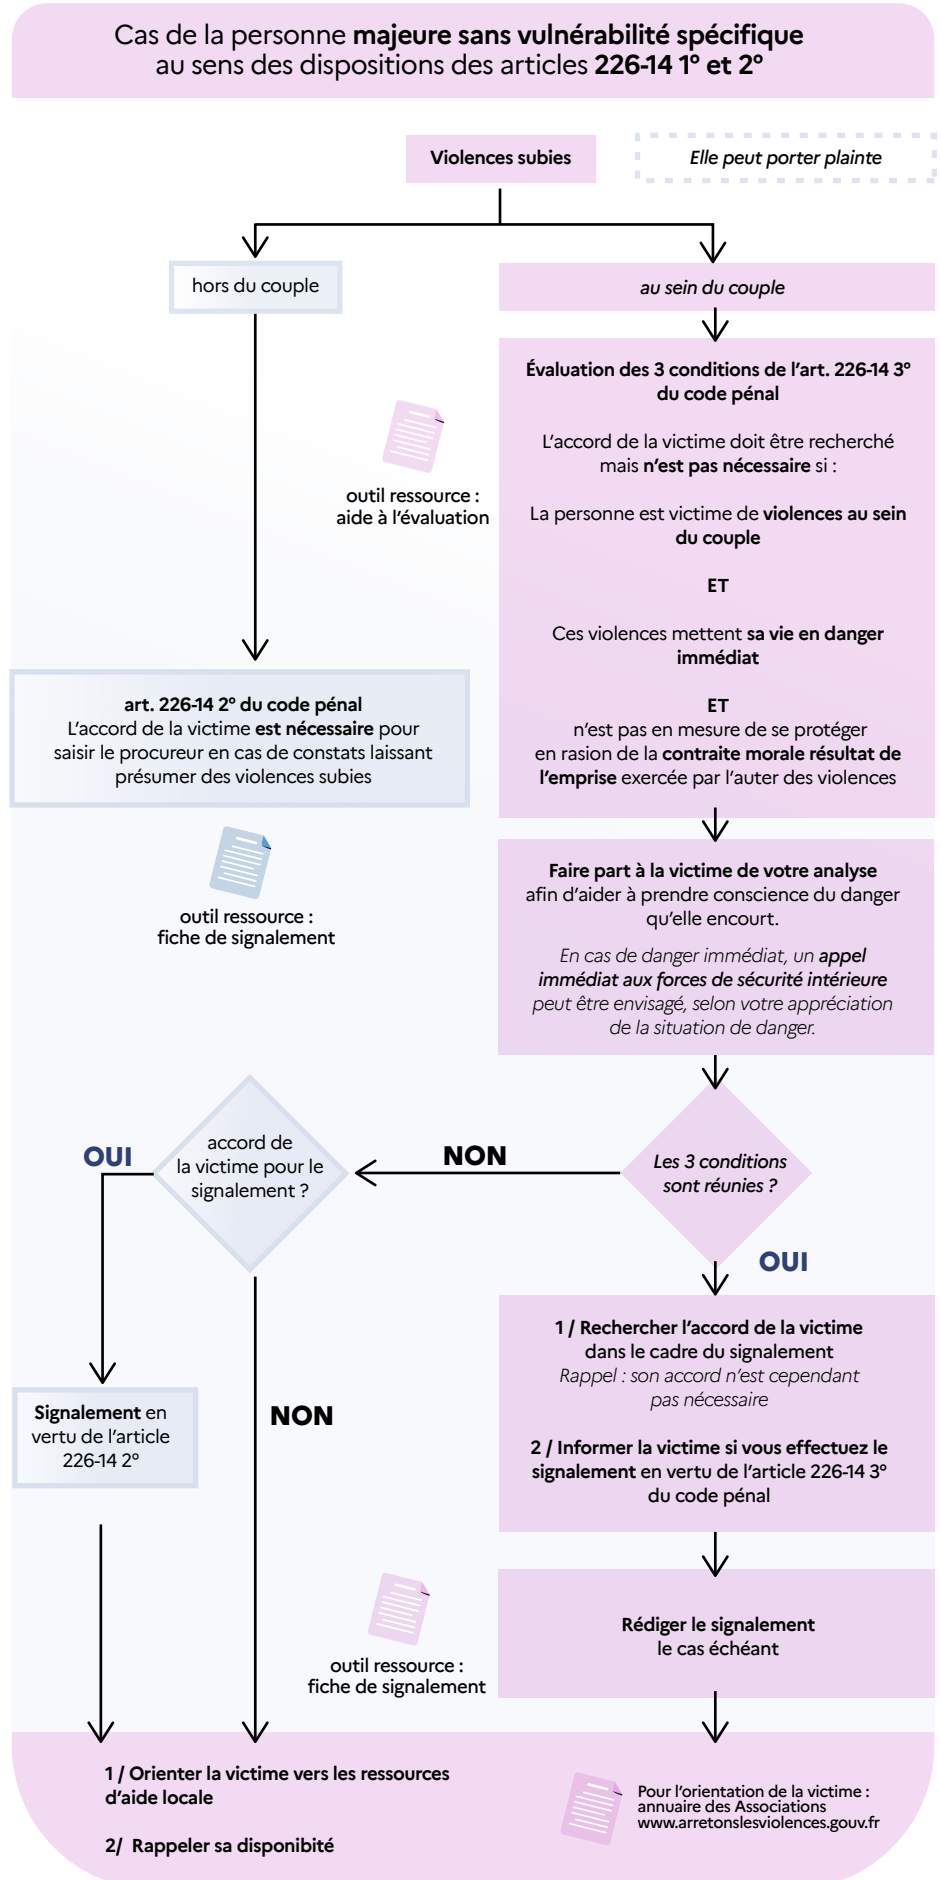 Cas de la personne majeure sans vulnérabilité spécifique
au sens des dispositions des articles 226-14 1° et 2°
Violences subies
Elle peut porter plainte
hors du couple
au sein du couple
Évaluation des 3 conditions de l'art. 226-14 3°
du code pénal
L'accord de la victime doit être recherché
mais n'est pas nécessaire si :
La personne est victime de violences au sein
du couple
ET
Ces violences mettent sa vie en danger
immédiat
ET
n'est pas en mesure de se protéger
en rasion de la contraite morale résultat de
l'emprise exercée par l'auter des violences
outil ressource :
aide à l'évaluation
art. 226-14 2° du code pénal
L'accord de la victime est nécessaire pour
saisir le procureur en cas de constats laissant
présumer des violences subies
outil ressource :
fiche de signalement
Faire part à la victime de votre analyse
afin d'aider à prendre conscience du danger
qu'elle encourt.
En cas de danger immédiat, un appel
immédiat aux forces de sécurité intérieure
peut être envisagé, selon votre appréciation
de la situation de danger.
Les 3 conditions
sont réunies ?
NON
accord de
la victime pour le
signalement ?
OUI
OUI
1 / Rechercher l'accord de la victime
dans le cadre du signalement
Rappel : son accord n'est cependant
pas nécessaire
2 / Informer la victime si vous effectuez le
signalement en vertu de l'article 226-14 3°
du code pénal
Signalement en
vertu de l'article
226-14 2°
NON
Rédiger le signalement
le cas échéant
outil ressource :
fiche de signalement
1 / Orienter la victime vers les ressources
d'aide locale
2/ Rappeler sa disponibité
Pour l'orientation de la victime :
annuaire des Associations
www.arretonslesviolences.gouv.fr